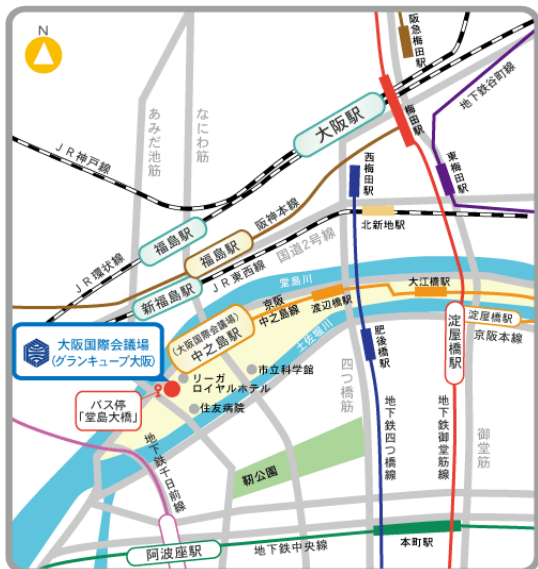 N
阪急梅田駅
地下鉄谷町線
あみだ池筋
なにわ筋
大阪駅
梅田駅
JR神戸線
西梅田駅
東梅田駅
阪神本線
北新地駅
福島駅
福島駅
国道2号線
JR環状線
JR東西線
新福島駅
堂島川
大江橋駅
京阪
中之島線
渡辺橋駅
(大阪国際会議場)
中之島駅
淀屋橋駅
淀屋橋駅
京阪本線
大阪国際会議場
(グランキューブ大阪)
土佐堀川
肥後橋駅
市立科学館
リーガ
ロイヤルホテル
四つ橋筋
バス停
「堂島大橋」
住友病院
地下鉄四つ橋線
地下鉄御堂筋線
御堂筋
地下鉄千日前線
靭公園
本町駅
地下鉄中央線
阿波座駅